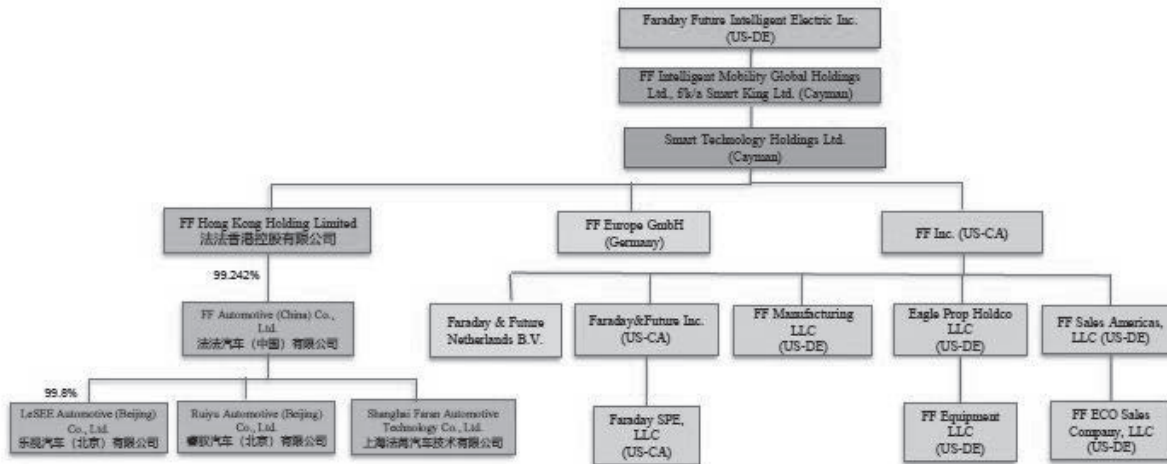 Faraday Future Intelligent Electric Inc.
(US-DE)
FF Intelligent Mobility Global Holdings
Ltd., f/k/a Smart King Ltd. (Cayman)
Smart Technology Holdings Ltd.
(Cayman)
FF Hong Kong Holding Limited
法法香港控股有限公司
FF Europe GmbH
(Germany)
FF Inc. (US-CA)
99.242%
FF Automotive (China) Co.,
Ltd.
法法汽车（中国）有限公司
Faraday & Future
Netherlands B.V.
Faraday&Future Inc.
(US-CA)
FF Manufacturing
LLC
(US-DE)
Eagle Prop Holdco
LLC
(US-DE)
FF Sales Americas,
LLC (US-DE)
99.8%
LeSEE Automotive (Beijing)
Co., Ltd.
乐视汽车（北京）有限公司
Ruiyu Automotive (Beijing)
Co., Ltd.
睿驭汽车（北京）有限公司
Shanghai Faran Automotive
Technology Co., Ltd.
上海法冉汽车技术有限公司
Faraday SPE,
LLC
(US-CA)
FF Equipment
LLC
(US-DE)
FF ECO Sales
Company, LLC
(US-DE)